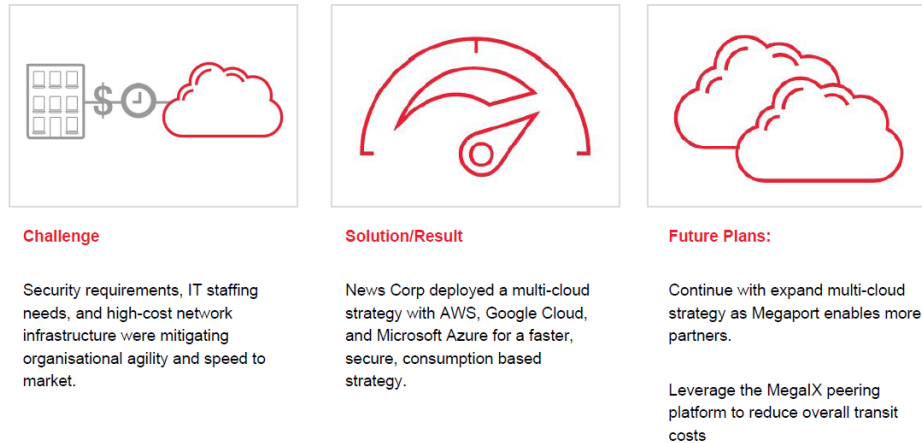 $
Challenge
Security requirements, IT staffing
needs, and high-cost network
infrastructure were mitigating
organisational agility and speed to
market.
Solution/Result
News Corp deployed a multi-cloud
strategy with AWS, Google Cloud,
and Microsoft Azure for a faster,
secure, consumption based
strategy.
Future Plans:
Continue with expand multi-cloud
strategy as Megaport enables more
partners.
Leverage the MegaIX peering
platform to reduce overall transit
costs